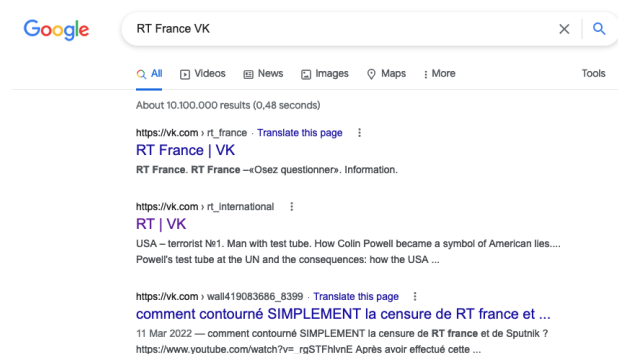 Google RT France VK
All Videos News Images Maps More Tools
About 10.100.000 results (0,48 seconds)
https://vk.com › rt_france · Translate this page
RT France | VK
RT France. RT France –«Osez questionner». Information.
https://vk.com › rt_international
RT | VK
USA – terrorist №1. Man with test tube. How Colin Powell became a symbol of American lies....
Powell's test tube at the UN and the consequences: how the USA ...
https://vk.com › wall419083686_8399 · Translate this page
comment contourné SIMPLEMENT la censure de RT france et ...
11 Mar 2022 — comment contourné SIMPLEMENT la censure de RT france et de Sputnik ?
https://www.youtube.com/watch?v=_rgSTFhlvnE Après avoir effectué cette ...